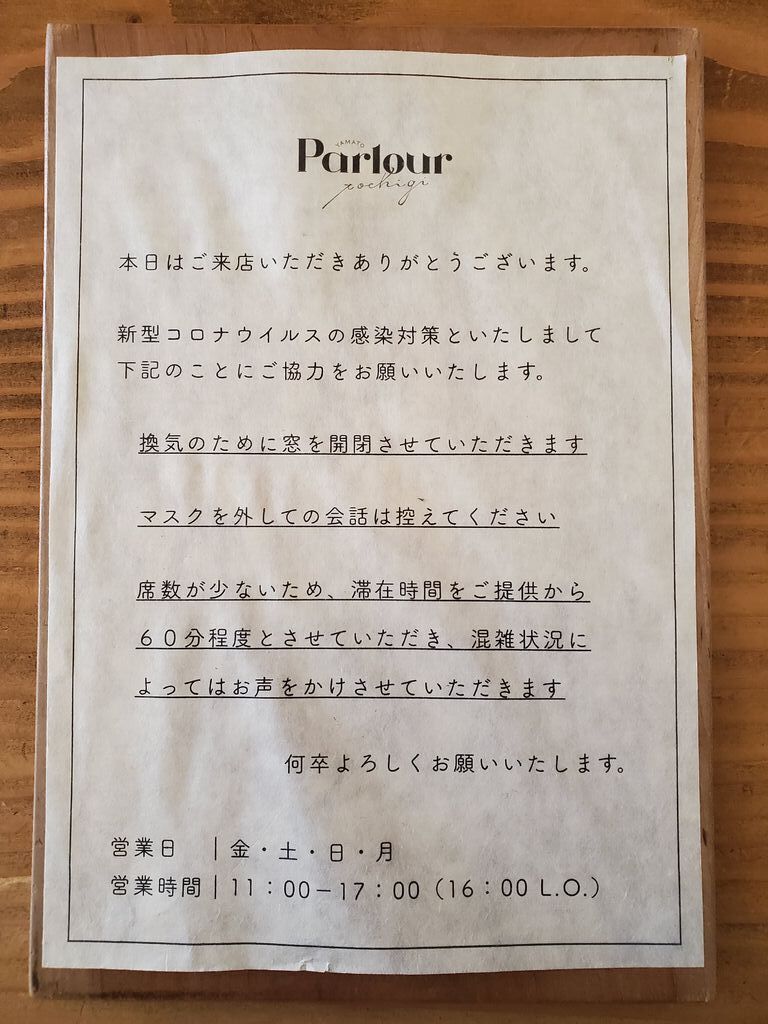 YAMATO
Parlour
pochigi
本日はご来店いただきありがとうございます。
新型コロナウイルスの感染対策といたしまして
下記のことにご協力をお願いいたします。
換気のために窓を開閉させていただきます
マスクを外しての会話は控えてください
席数が少ないため、滞在時間をご提供から
60分程度とさせていただき、混雑状況に
よってはお声をかけさせていただきます
何卒よろしくお願いいたします。
営業日 | 金・土・日・月
営業時間 | 11:00－17:00（16:00 L.O.）